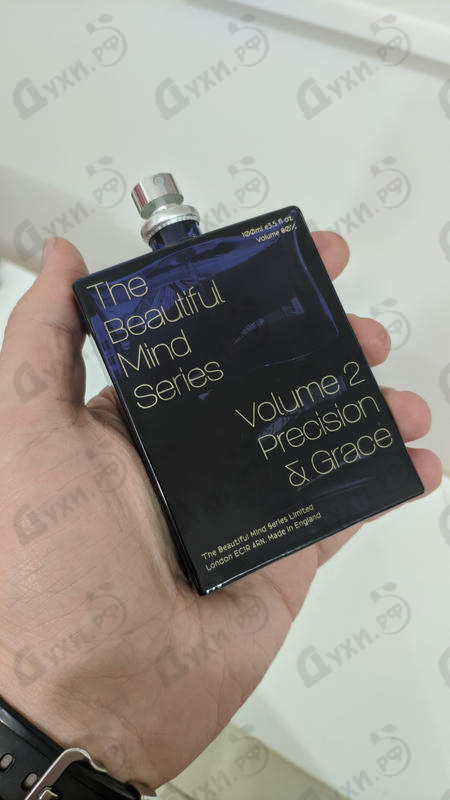 100ml e3.5 fl oz.
Volume 80%
The
Beautiful
Mind
Series
Volume 2
Precision
& Grace
The Beautiful Mind Series Limited
London EC1R 4RN. Made in England
Духи.РФ